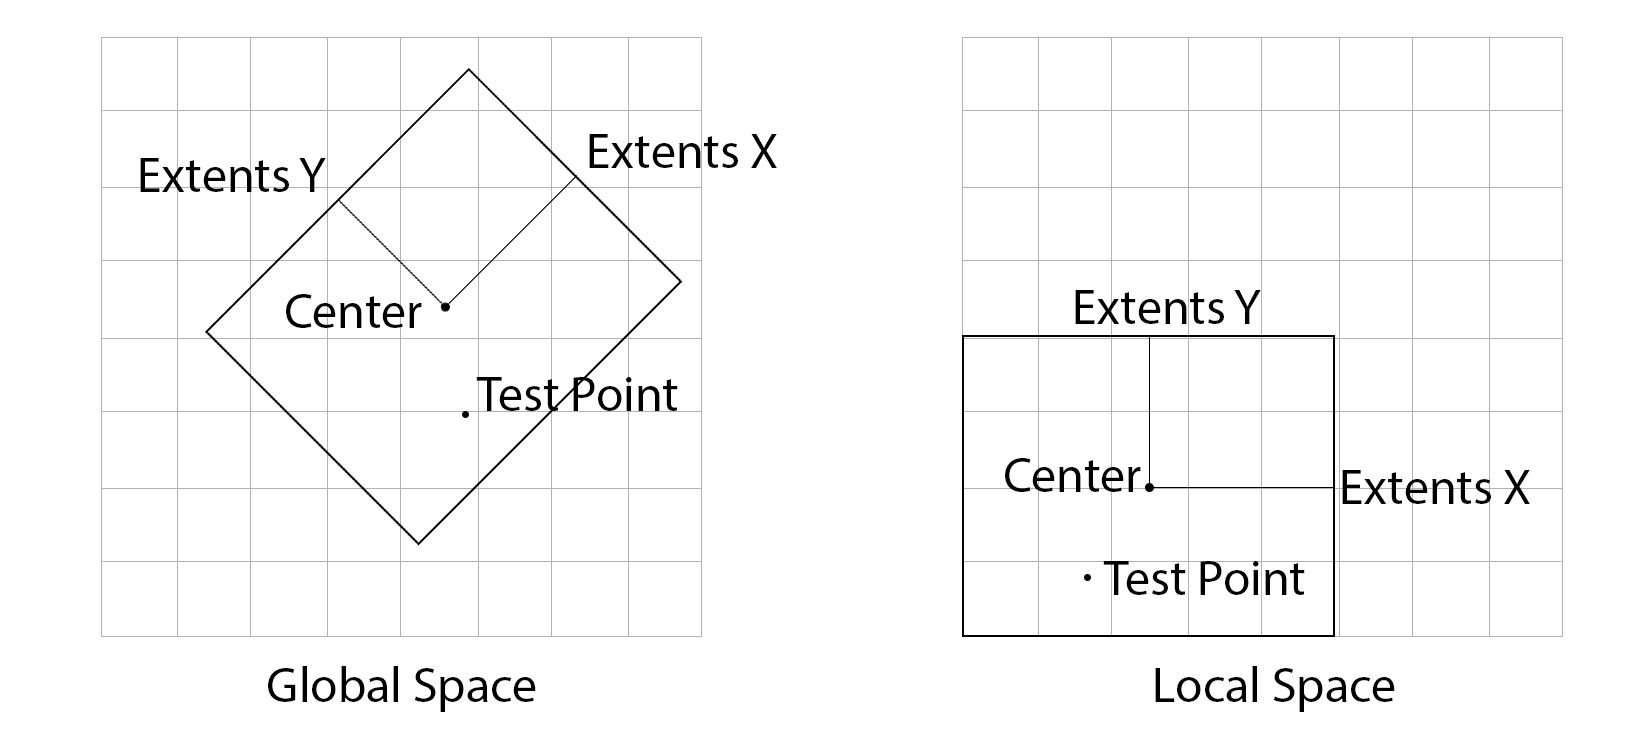 Extents X
Extents Y
Center
Test Point
Global Space
Extents Y
Center
Extents X
Test Point
Local Space